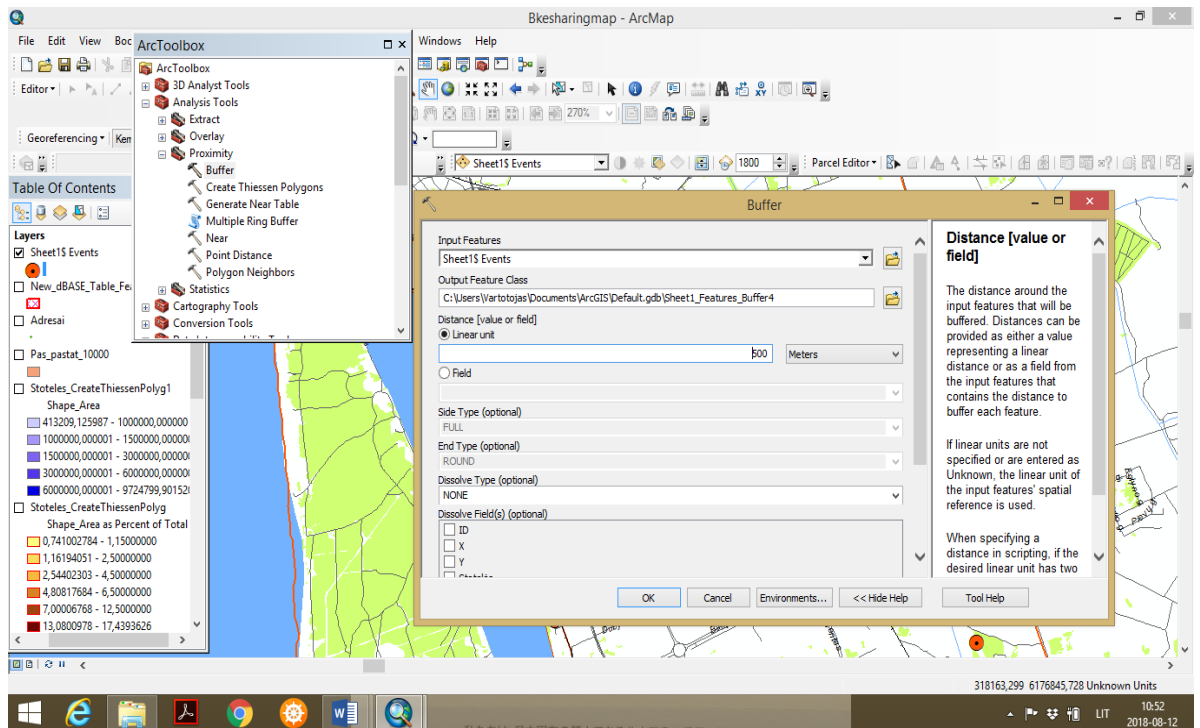 Bkesharingmap - ArcMap
File Edit View Boo
Windows Help
ArcToolbox
ArcToolbox
3D Analyst Tools
Analysis Tools
Extract
Overlay
Proximity
Buffer
Create Thiessen Polygons
Generate Near Table
Multiple Ring Buffer
Near
Point Distance
Polygon Neighbors
Statistics
Cartography Tools
Conversion Tools
Editor
270%
Georeferencing
Sheet1$ Events
1800
Parcel Editor
Table Of Contents
Layers
Sheet1$ Events
New_dBASE_Table_Fea
Adresai
Pas_pastat_10000
Stoteles_CreateThiessenPolyg1
Shape_Area
413209,125987 - 1000000,000000
1000000,000001 - 1500000,00000
1500000,000001 - 3000000,00000
3000000,000001 - 6000000,00000
6000000,000001 - 9724799,90152
Stoteles_CreateThiessenPolyg
Shape_Area as Percent of Total
0,741002784 - 1,15000000
1,16194051 - 2,50000000
2,54402303 - 4,50000000
4,80817684 - 6,50000000
7,00006768 - 12,5000000
13,0800978 - 17,4393626
Buffer
Input Features
Sheet1$ Events
Output Feature Class
C:\Users\Vartotojas\Documents\ArcGIS\Default.gdb\Sheet1_Features_Buffer4
Distance [value or field]
Linear unit
500 Meters
Field
Side Type (optional)
FULL
End Type (optional)
ROUND
Dissolve Type (optional)
NONE
Dissolve Field(s) (optional)
ID
X
Y
OK Cancel Environments... << Hide Help Tool Help
Distance [value or
field]
The distance around the
input features that will be
buffered. Distances can be
provided as either a value
representing a linear
distance or as a field from
the input features that
contains the distance to
buffer each feature.
If linear units are not
specified or are entered as
Unknown, the linear unit of
the input features' spatial
reference is used.
When specifying a
distance in scripting, if the
desired linear unit has two
318163,299 6176845,728 Unknown Units
LIT
10:52
2018-08-12